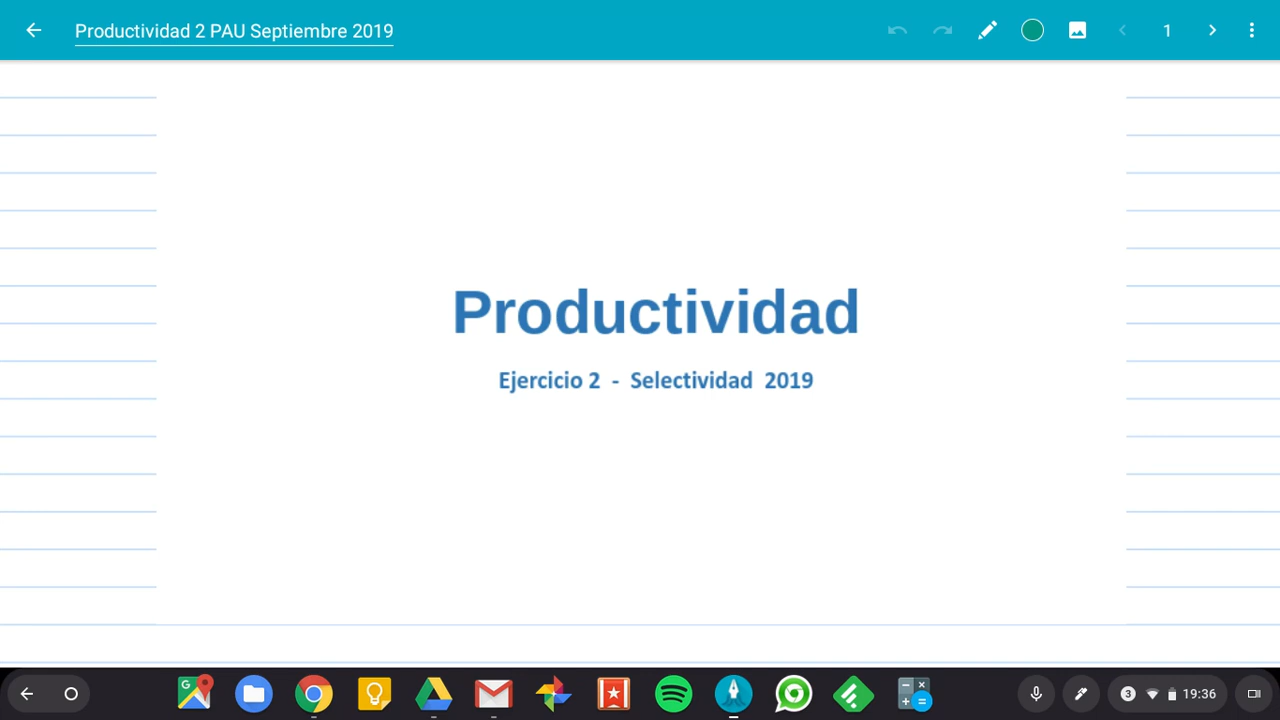 Productividad 2 PAU Septiembre 2019
1
Productividad
Ejercicio 2 - Selectividad 2019
G
3
19:36